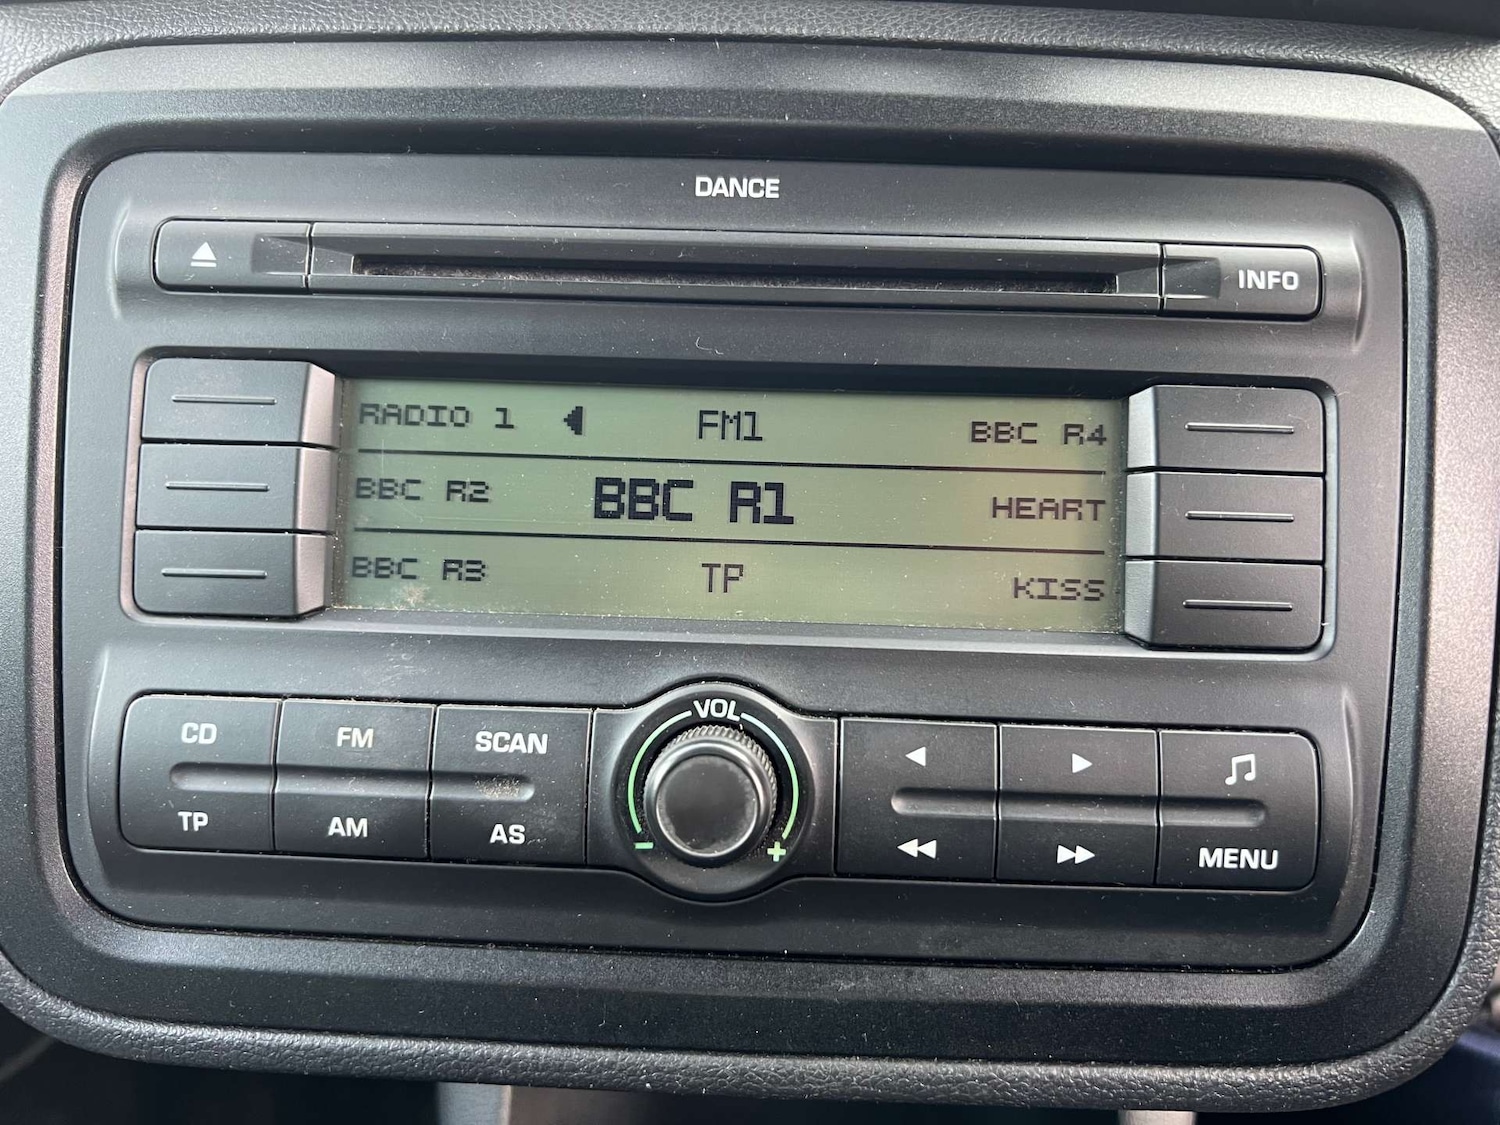 DANCE
INFO
RADIO 1 FM1 BBC R4
BBC R2 BBC R1 HEART
BBC R3 TP KISS
VOL
CD FM SCAN
TP AM AS - + MENU